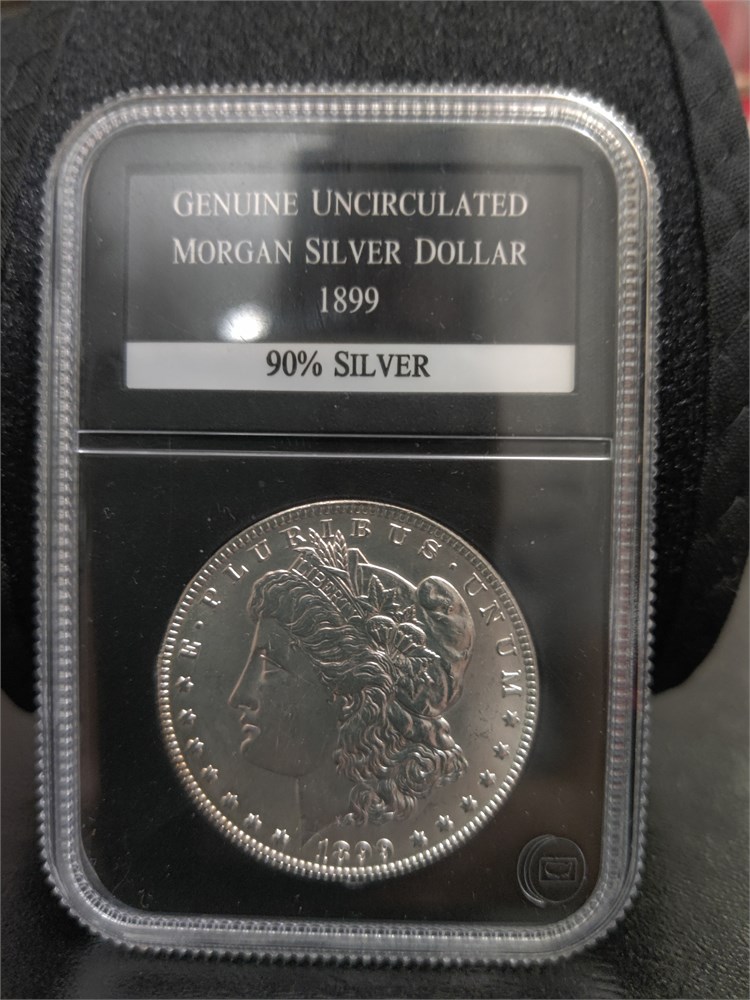 GENUINE UNCIRCULATED
MORGAN SILVER DOLLAR
1899
90% SILVER
E · PLURIBUS · UNUM
LIBERTY
1899